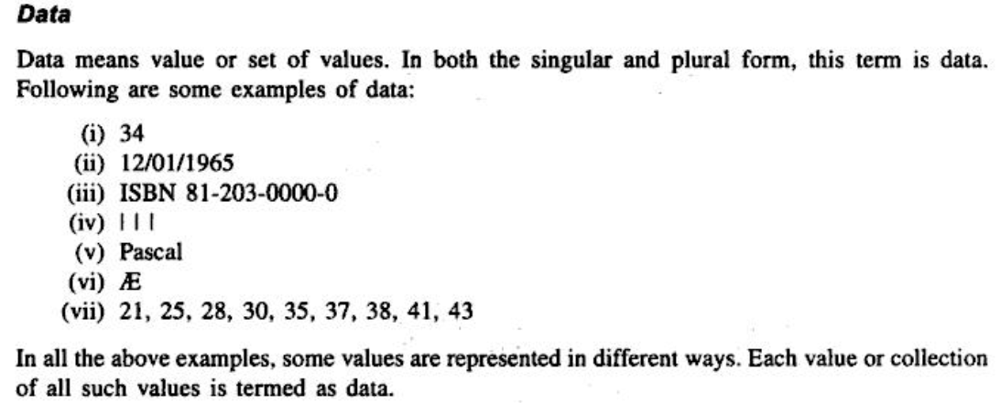 Data
Data means value or set of values. In both the singular and plural form, this term is data.
Following are some examples of data:
(i) 34
(ii) 12/01/1965
(iii) ISBN 81-203-0000-0
(iv) | | |
(v) Pascal
(vi) Æ
(vii) 21, 25, 28, 30, 35, 37, 38, 41, 43
In all the above examples, some values are represented in different ways. Each value or collection
of all such values is termed as data.